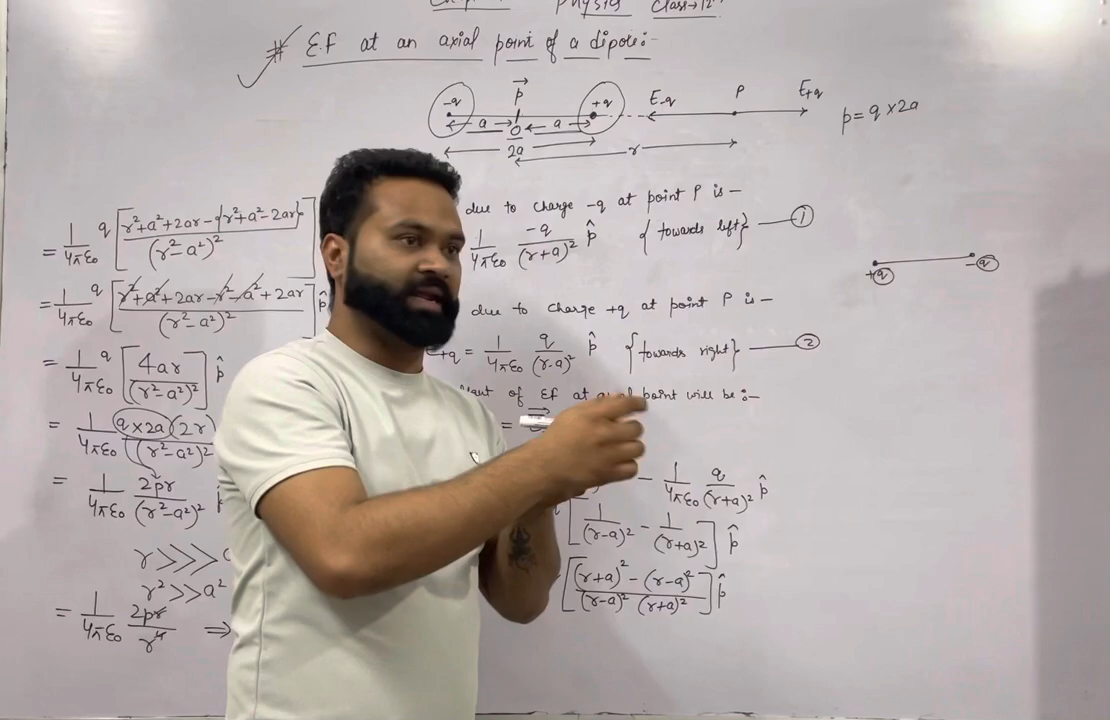 Physics Class→12th
# E.F at an axial point of a dipole:-
-q p⃗ +q E-q P E+q
a O a
2a r
p = q × 2a
due to charge -q at point P is -
1/4πε₀ -q/(r+a)² p̂ { towards left } — ①
+q -q
due to charge +q at point P is -
E+q = 1/4πε₀ q/(r-a)² p̂ { towards right } — ②
of EF at axial point will be :-
=
- 1/4πε₀ q/(r+a)² p̂
[ 1/(r-a)² - 1/(r+a)² ] p̂
[ (r+a)² - (r-a)² / (r-a)² (r+a)² ] p̂
= 1/4πε₀ q [ r²+a²+2ar-{r²+a²-2ar} / (r²-a²)² ]
= 1/4πε₀ q [ r²+a²+2ar-r²-a²+2ar / (r²-a²)² ] p̂
= 1/4πε₀ q [ 4ar / (r²-a²)² ] p̂
= 1/4πε₀ (q×2a)(2r) / (r²-a²)²
= 1/4πε₀ 2pr / (r²-a²)²
r >>>
r² >> a²
= 1/4πε₀ 2pr / r⁴ ⇒